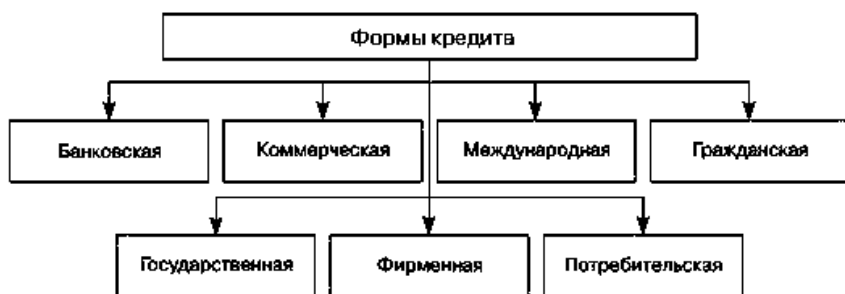 Формы кредита
Банковская
Коммерческая
Международная
Гражданская
Государственная
Фирменная
Потребительская